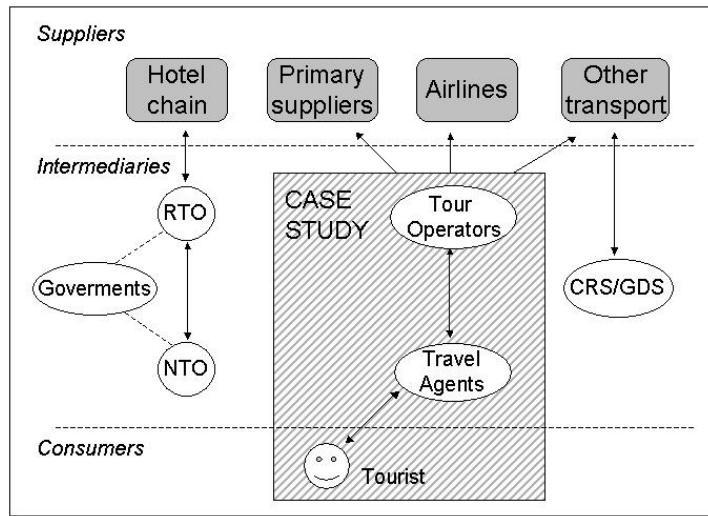 Suppliers
Hotel
chain
Primary
suppliers
Airlines
Other
transport
Intermediaries
CASE
STUDY
RTO
Tour
Operators
Goverments
CRS/GDS
NTO
Travel
Agents
Consumers
Tourist